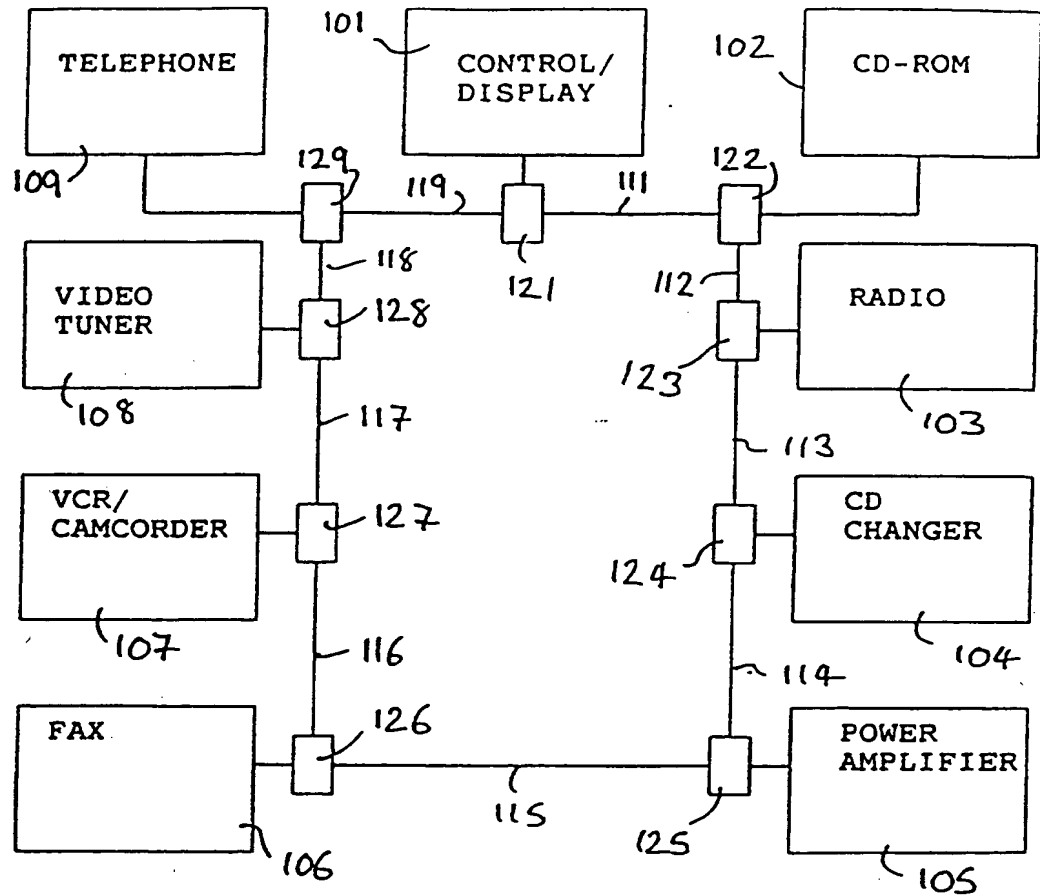 101
TELEPHONE
CONTROL/
DISPLAY
102
CD-ROM
109
129
119
111
122
118
121
112
VIDEO
TUNER
128
RADIO
123
108
103
117
113
VCR/
CAMCORDER
127
CD
CHANGER
124
107
116
114
104
FAX
126
POWER
AMPLIFIER
115
125
106
105